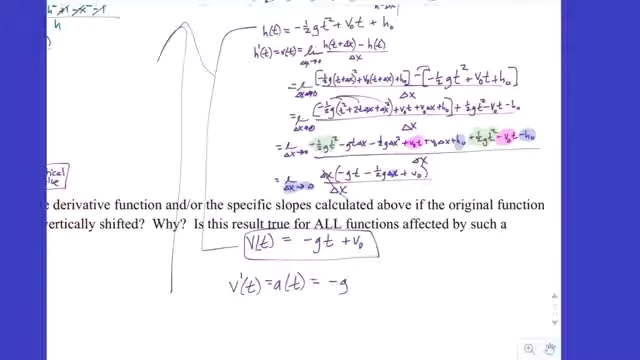 h
h(t) = -½gt² + v₀t + h₀
h'(t) = v(t) = lim Δx→0 h(t+Δx) - h(t) / Δx
= lim Δx→0 [-½g(t+Δx)² + v₀(t+Δx) + h₀] - [-½gt² + v₀t + h₀] / Δx
= lim Δx→0 (-½g(t² + 2tΔx + Δx²) + v₀t + v₀Δx + h₀) + ½gt² - v₀t - h₀ / Δx
= lim Δx→0 -½gt² - gtΔx - ½gΔx² + v₀t + v₀Δx + h₀ + ½gt² - v₀t - h₀ / Δx
= lim Δx→0 Δx(-gt - ½gΔx + v₀) / Δx
e derivative function and/or the specific slopes calculated above if the original function
vertically shifted? Why? Is this result true for ALL functions affected by such a
v(t) = -gt + v₀
v'(t) = a(t) = -g